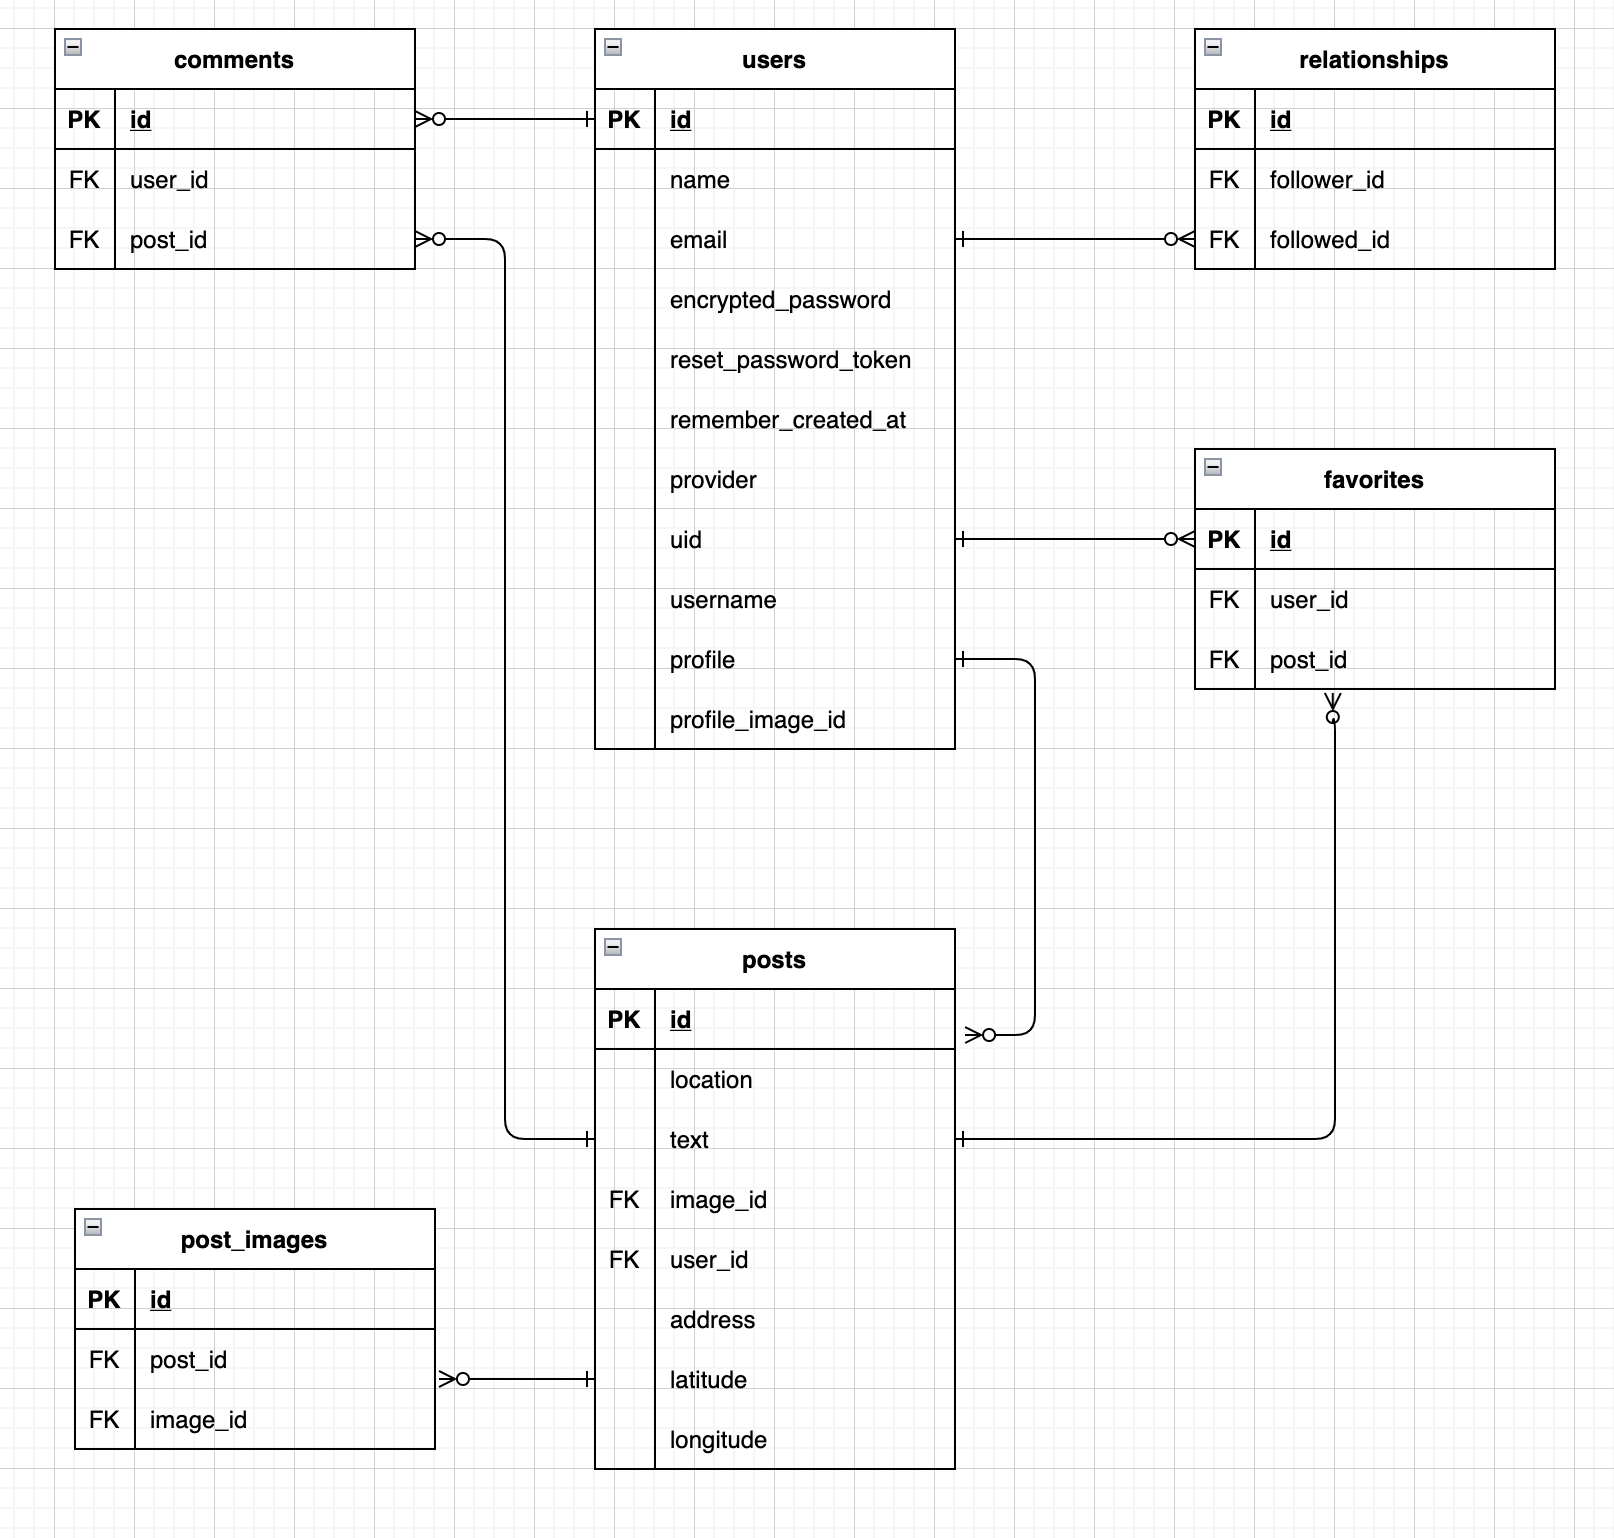 comments
PK id
FK user_id
FK post_id
users
PK id
name
email
encrypted_password
reset_password_token
remember_created_at
provider
uid
username
profile
profile_image_id
relationships
PK id
FK follower_id
FK followed_id
favorites
PK id
FK user_id
FK post_id
posts
PK id
location
text
FK image_id
FK user_id
address
latitude
longitude
post_images
PK id
FK post_id
FK image_id